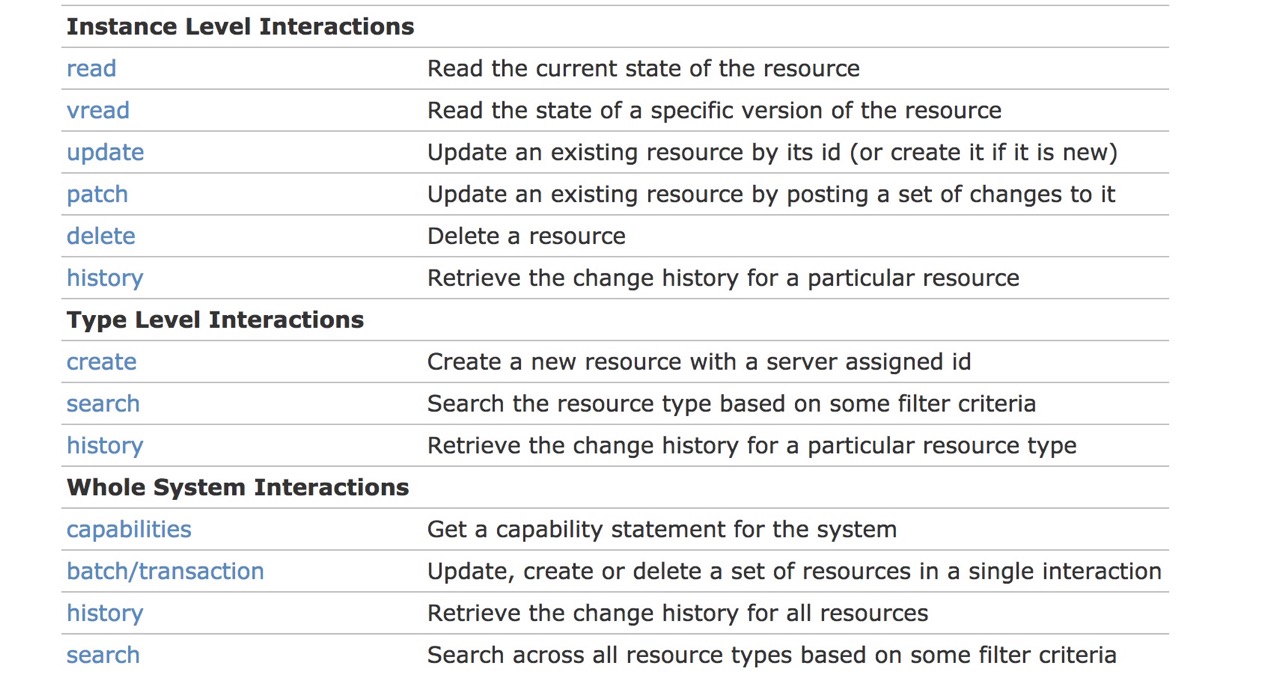 Instance Level Interactions
read Read the current state of the resource
vread Read the state of a specific version of the resource
update Update an existing resource by its id (or create it if it is new)
patch Update an existing resource by posting a set of changes to it
delete Delete a resource
history Retrieve the change history for a particular resource
Type Level Interactions
create Create a new resource with a server assigned id
search Search the resource type based on some filter criteria
history Retrieve the change history for a particular resource type
Whole System Interactions
capabilities Get a capability statement for the system
batch/transaction Update, create or delete a set of resources in a single interaction
history Retrieve the change history for all resources
search Search across all resource types based on some filter criteria